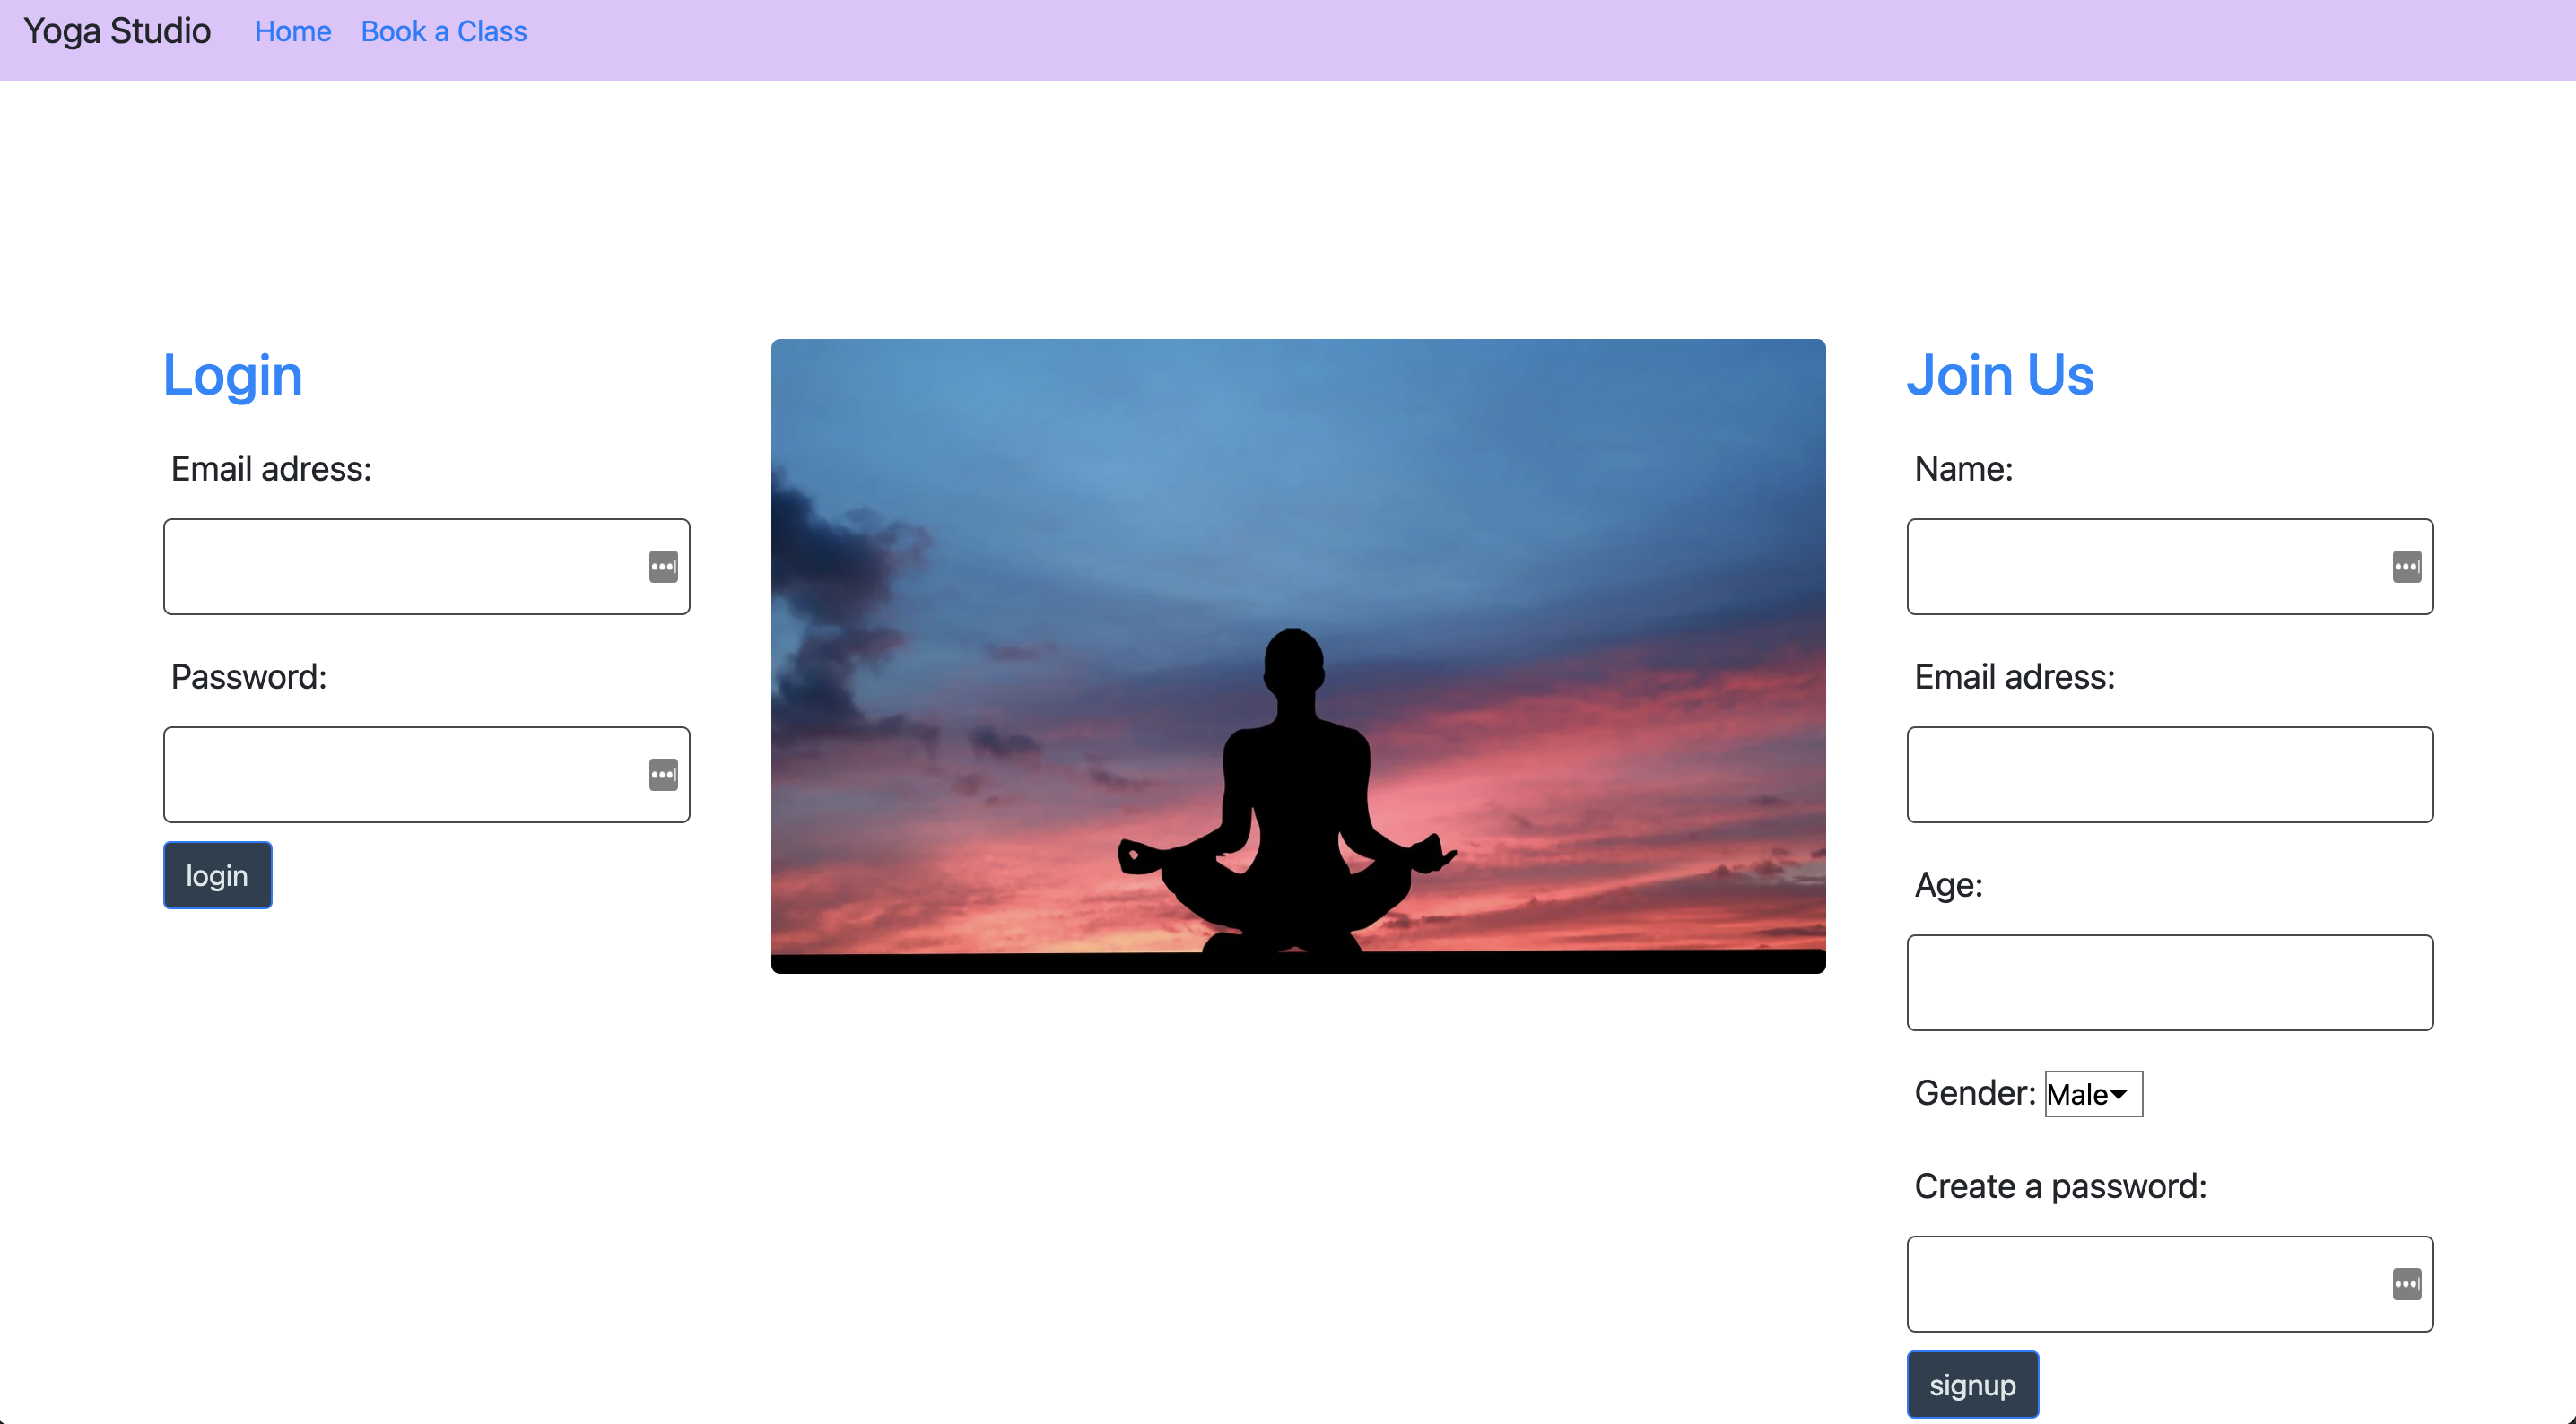 Yoga Studio Home Book a Class
Login
Email adress:
Password:
login
Join Us
Name:
Email adress:
Age:
Gender: Male
Create a password:
signup